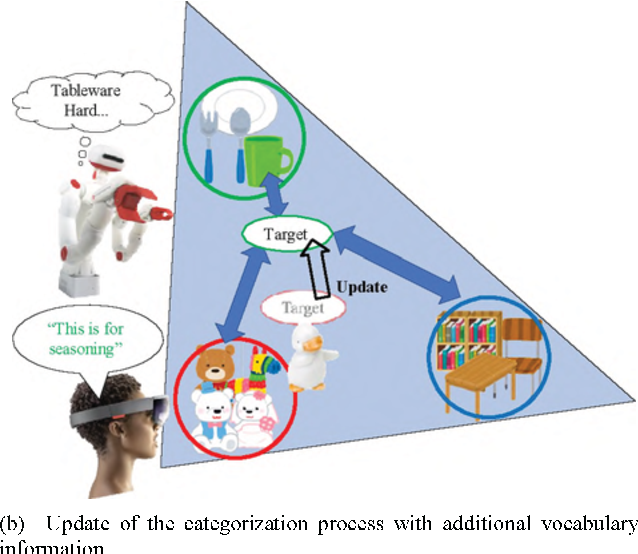 Tableware
Hard...
Target
Update
Target
"This is for
seasoning"
(b) Update of the categorization process with additional vocabulary
information